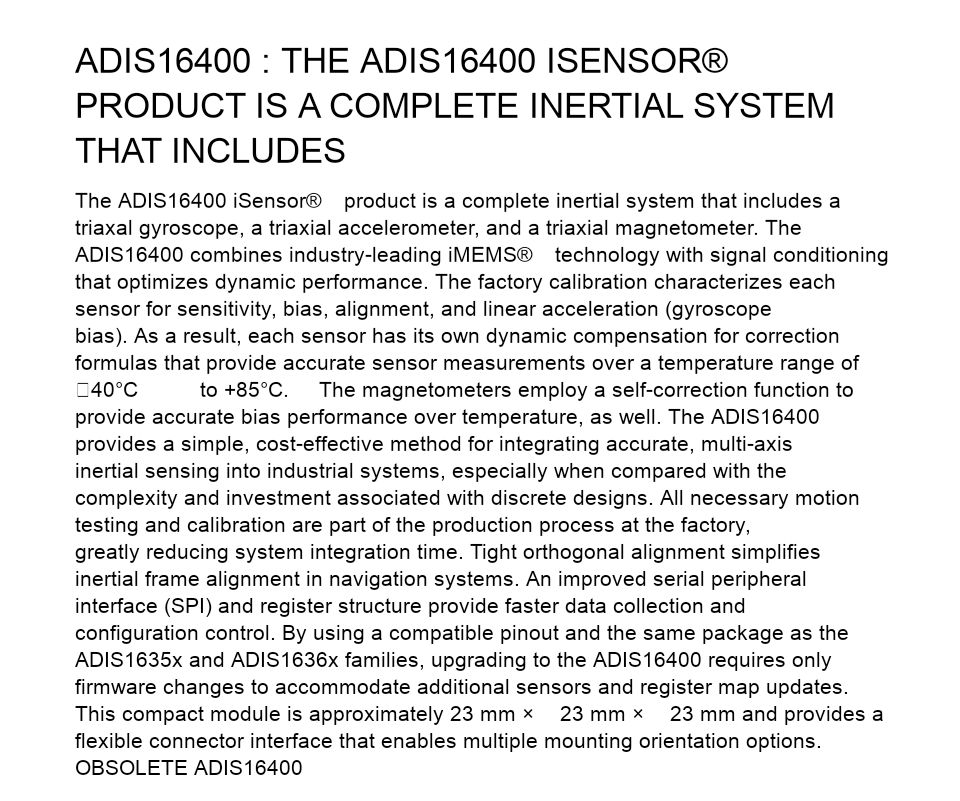 ADIS16400 : THE ADIS16400 ISENSOR®
PRODUCT IS A COMPLETE INERTIAL SYSTEM
THAT INCLUDES
The ADIS16400 iSensor® product is a complete inertial system that includes a
triaxal gyroscope, a triaxial accelerometer, and a triaxial magnetometer. The
ADIS16400 combines industry-leading iMEMS® technology with signal conditioning
that optimizes dynamic performance. The factory calibration characterizes each
sensor for sensitivity, bias, alignment, and linear acceleration (gyroscope
bias). As a result, each sensor has its own dynamic compensation for correction
formulas that provide accurate sensor measurements over a temperature range of
□40°C to +85°C. The magnetometers employ a self-correction function to
provide accurate bias performance over temperature, as well. The ADIS16400
provides a simple, cost-effective method for integrating accurate, multi-axis
inertial sensing into industrial systems, especially when compared with the
complexity and investment associated with discrete designs. All necessary motion
testing and calibration are part of the production process at the factory,
greatly reducing system integration time. Tight orthogonal alignment simplifies
inertial frame alignment in navigation systems. An improved serial peripheral
interface (SPI) and register structure provide faster data collection and
configuration control. By using a compatible pinout and the same package as the
ADIS1635x and ADIS1636x families, upgrading to the ADIS16400 requires only
firmware changes to accommodate additional sensors and register map updates.
This compact module is approximately 23 mm × 23 mm × 23 mm and provides a
flexible connector interface that enables multiple mounting orientation options.
OBSOLETE ADIS16400